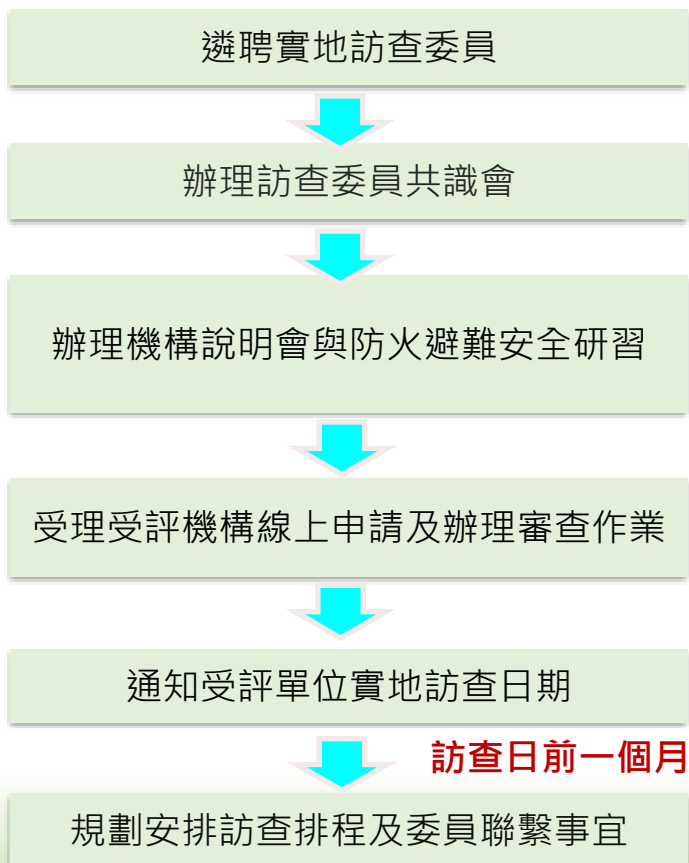 遴聘實地訪查委員
辦理訪查委員共識會
辦理機構說明會與防火避難安全研習
受理受評機構線上申請及辦理審查作業
通知受評單位實地訪查日期
訪查日前一個月
規劃安排訪查排程及委員聯繫事宜